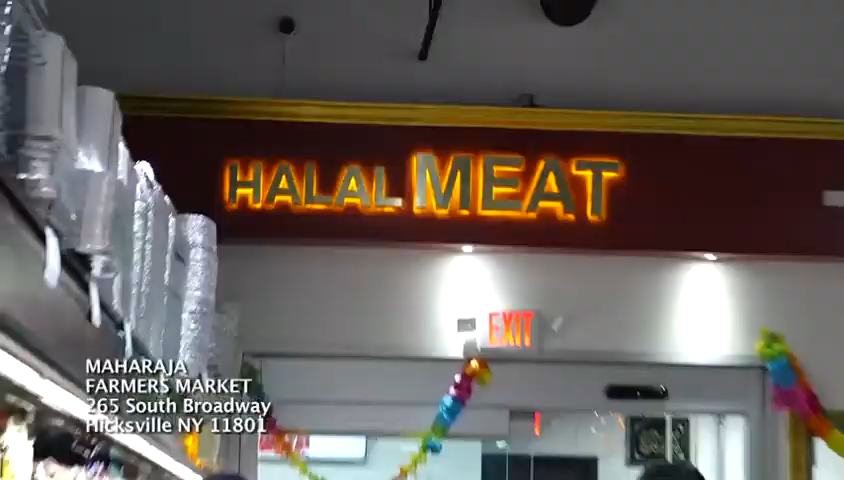 HALAL MEAT
EXIT
MAHARAJA
FARMERS MARKET
265 South Broadway
Hicksville NY 11801